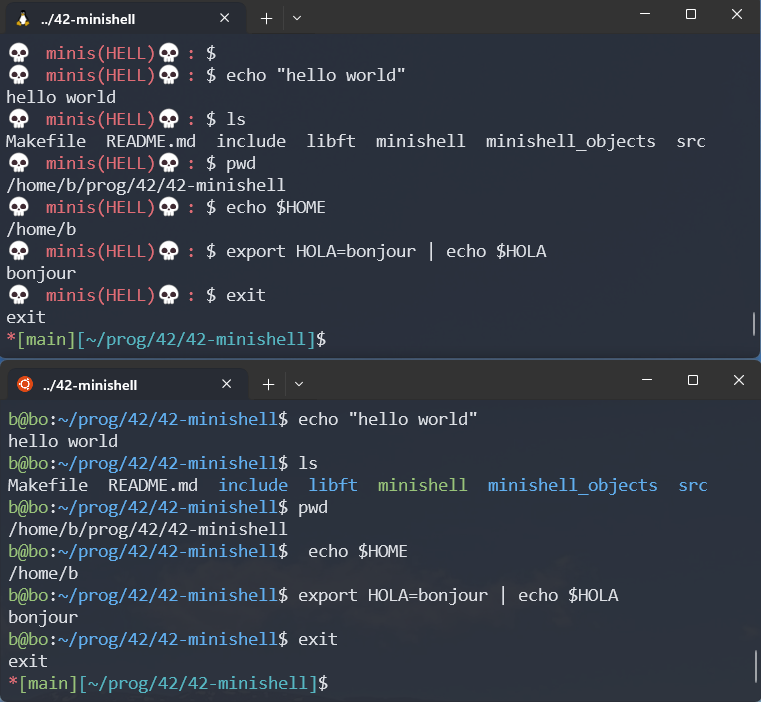 ../42-minishell
minis(HELL) : $
minis(HELL) : $ echo "hello world"
hello world
minis(HELL) : $ ls
Makefile README.md include libft minishell minishell_objects src
minis(HELL) : $ pwd
/home/b/prog/42/42-minishell
minis(HELL) : $ echo $HOME
/home/b
minis(HELL) : $ export HOLA=bonjour | echo $HOLA
bonjour
minis(HELL) : $ exit
exit
*[main][~/prog/42/42-minishell]$
../42-minishell
b@bo:~/prog/42/42-minishell$ echo "hello world"
hello world
b@bo:~/prog/42/42-minishell$ ls
Makefile README.md include libft minishell minishell_objects src
b@bo:~/prog/42/42-minishell$ pwd
/home/b/prog/42/42-minishell
b@bo:~/prog/42/42-minishell$  echo $HOME
/home/b
b@bo:~/prog/42/42-minishell$ export HOLA=bonjour | echo $HOLA
bonjour
b@bo:~/prog/42/42-minishell$ exit
exit
*[main][~/prog/42/42-minishell]$